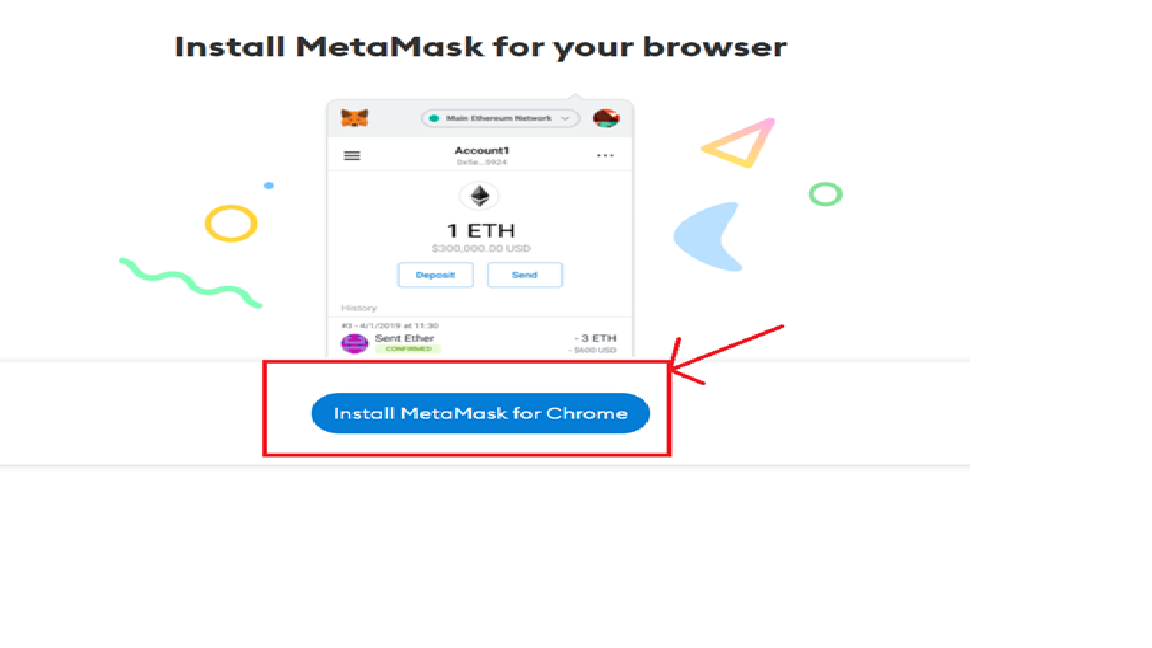 Install MetaMask for your browser
Main Ethereum Network
Account1
0x5e...5924
1 ETH
$300,000.00 USD
Deposit Send
History
#3 - 4/1/2019 at 11:30
Sent Ether - 3 ETH
CONFIRMED - $600 USD
Install MetaMask for Chrome